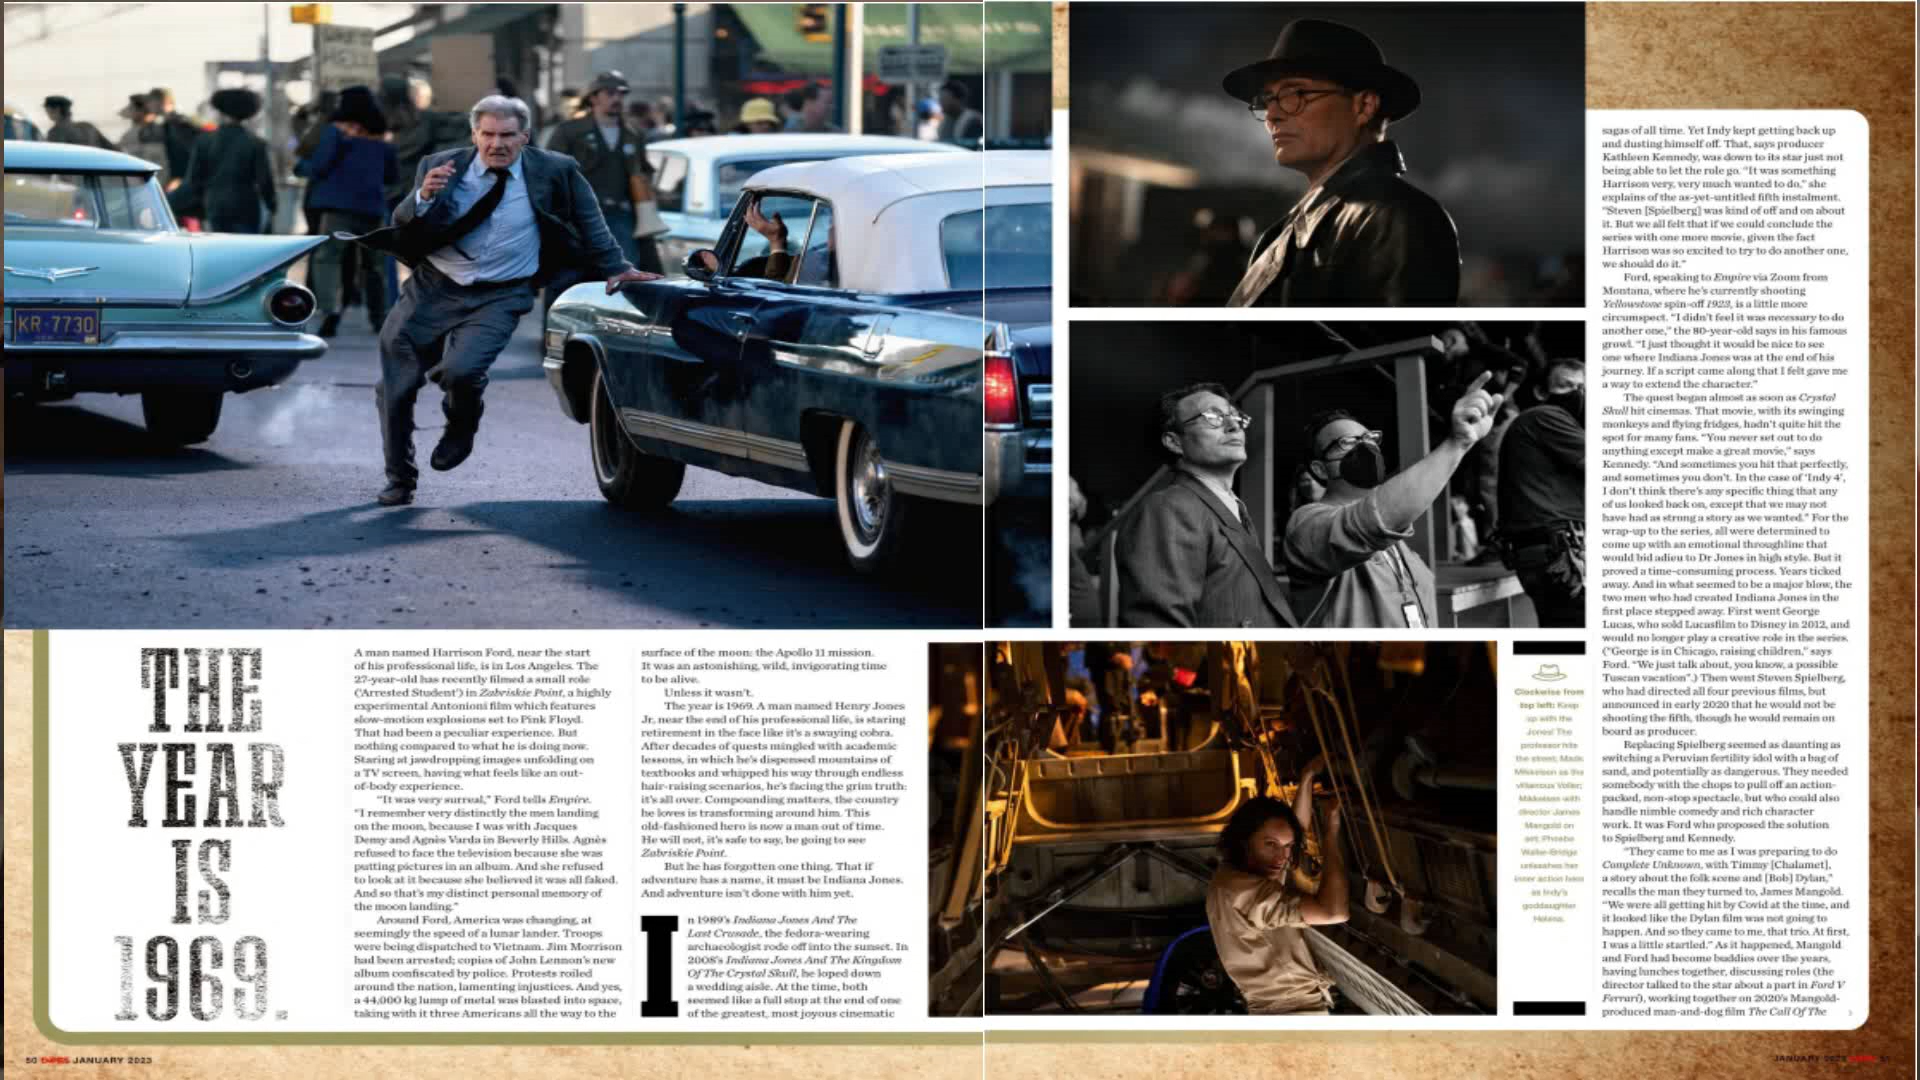 KR-7730
THE
YEAR
IS
1969.
A man named Harrison Ford, near the start
of his professional life, is in Los Angeles. The
27-year-old has recently filmed a small role
('Arrested Student') in Zabriskie Point, a highly
experimental Antonioni film which features
slow-motion explosions set to Pink Floyd.
That had been a peculiar experience. But
nothing compared to what he is doing now.
Staring at jawdropping images unfolding on
a TV screen, having what feels like an out-
of-body experience.
"It was very surreal," Ford tells Empire.
"I remember very distinctly the men landing
on the moon, because I was with Jacques
Demy and Agnès Varda in Beverly Hills. Agnès
refused to face the television because she was
putting pictures in an album. And she refused
to look at it because she believed it was all faked.
And so that's my distinct personal memory of
the moon landing."
Around Ford, America was changing, at
seemingly the speed of a lunar lander. Troops
were being dispatched to Vietnam. Jim Morrison
had been arrested; copies of John Lennon's new
album confiscated by police. Protests roiled
around the nation, lamenting injustices. And yes,
a 44,000 kg lump of metal was blasted into space,
taking with it three Americans all the way to the
surface of the moon: the Apollo 11 mission.
It was an astonishing, wild, invigorating time
to be alive.
Unless it wasn't.
The year is 1969. A man named Henry Jones
Jr, near the end of his professional life, is staring
retirement in the face like it's a swaying cobra.
After decades of quests mingled with academic
lessons, in which he's dispensed mountains of
textbooks and whipped his way through endless
hair-raising scenarios, he's facing the grim truth:
it's all over. Compounding matters, the country
he loves is transforming around him. This
old-fashioned hero is now a man out of time.
He will not, it's safe to say, be going to see
Zabriskie Point.
But he has forgotten one thing. That if
adventure has a name, it must be Indiana Jones.
And adventure isn't done with him yet.
In 1989's Indiana Jones And The
Last Crusade, the fedora-wearing
archaeologist rode off into the sunset. In
2008's Indiana Jones And The Kingdom
Of The Crystal Skull, he loped down
a wedding aisle. At the time, both
seemed like a full stop at the end of one
of the greatest, most joyous cinematic
50 EMPIRE JANUARY 2023
Clockwise from
top left: Keep
up with the
Jones! The
professor hits
the street; Mads
Mikkelsen as the
villainous Voller;
Mikkelsen with
director James
Mangold on
set; Phoebe
Waller-Bridge
unleashes her
inner action hero
as Indy's
goddaughter
Helena.
sagas of all time. Yet Indy kept getting back up
and dusting himself off. That, says producer
Kathleen Kennedy, was down to its star just not
being able to let the role go. "It was something
Harrison very, very much wanted to do," she
explains of the as-yet-untitled fifth instalment.
"Steven [Spielberg] was kind of off and on about
it. But we all felt that if we could conclude the
series with one more movie, given the fact
Harrison was so excited to try to do another one,
we should do it."
Ford, speaking to Empire via Zoom from
Montana, where he's currently shooting
Yellowstone spin-off 1923, is a little more
circumspect. "I didn't feel it was necessary to do
another one," the 80-year-old says in his famous
growl. "I just thought it would be nice to see
one where Indiana Jones was at the end of his
journey. If a script came along that I felt gave me
a way to extend the character."
The quest began almost as soon as Crystal
Skull hit cinemas. That movie, with its swinging
monkeys and flying fridges, hadn't quite hit the
spot for many fans. "You never set out to do
anything except make a great movie," says
Kennedy. "And sometimes you hit that perfectly,
and sometimes you don't. In the case of 'Indy 4',
I don't think there's any specific thing that any
of us looked back on, except that we may not
have had as strong a story as we wanted." For the
wrap-up to the series, all were determined to
come up with an emotional throughline that
would bid adieu to Dr Jones in high style. But it
proved a time-consuming process. Years ticked
away. And in what seemed to be a major blow, the
two men who had created Indiana Jones in the
first place stepped away. First went George
Lucas, who sold Lucasfilm to Disney in 2012, and
would no longer play a creative role in the series.
("George is in Chicago, raising children," says
Ford. "We just talk about, you know, a possible
Tuscan vacation".) Then went Steven Spielberg,
who had directed all four previous films, but
announced in early 2020 that he would not be
shooting the fifth, though he would remain on
board as producer.
Replacing Spielberg seemed as daunting as
switching a Peruvian fertility idol with a bag of
sand, and potentially as dangerous. They needed
somebody with the chops to pull off an action-
packed, non-stop spectacle, but who could also
handle nimble comedy and rich character
work. It was Ford who proposed the solution
to Spielberg and Kennedy.
"They came to me as I was preparing to do
Complete Unknown, with Timmy [Chalamet],
a story about the folk scene and [Bob] Dylan,"
recalls the man they turned to, James Mangold.
"We were all getting hit by Covid at the time, and
it looked like the Dylan film was not going to
happen. And so they came to me, that trio. At first,
I was a little startled." As it happened, Mangold
and Ford had become buddies over the years,
having lunches together, discussing roles (the
director talked to the star about a part in Ford V
Ferrari), working together on 2020's Mangold-
produced man-and-dog film The Call Of The
JANUARY 2023 EMPIRE 51